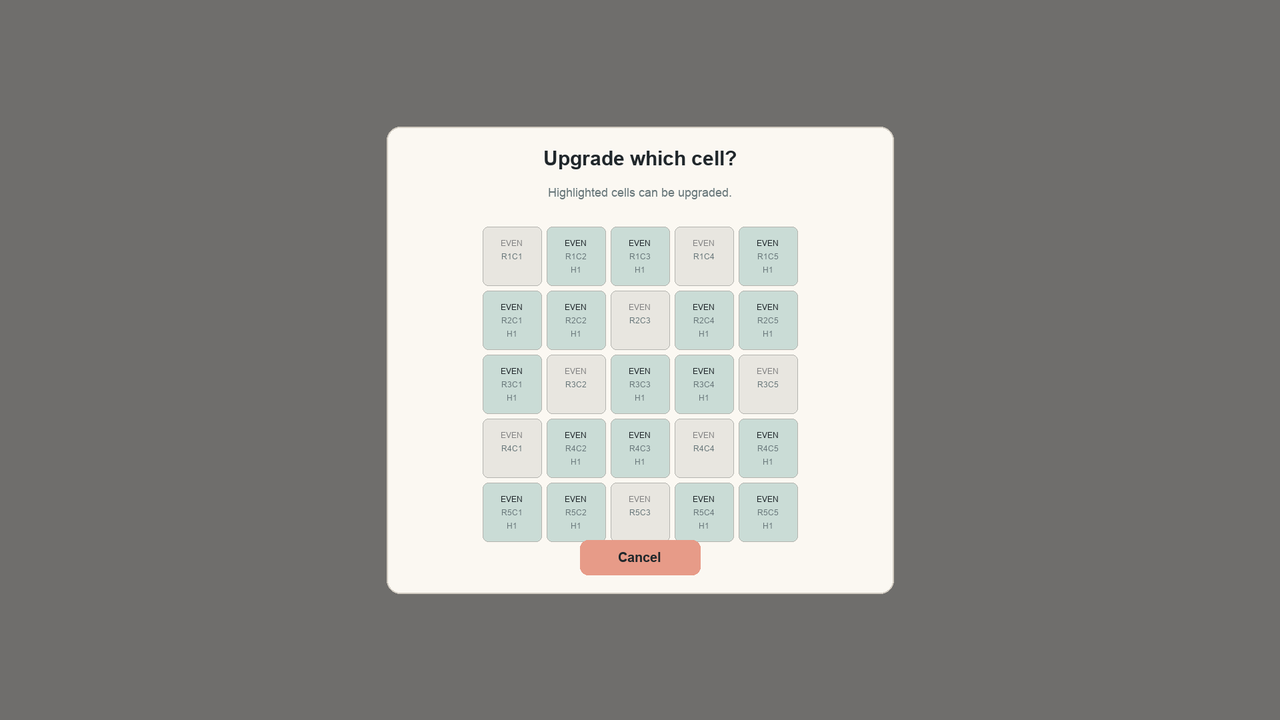 Upgrade which cell?
Highlighted cells can be upgraded.
EVEN EVEN EVEN EVEN EVEN
R1C1 R1C2 R1C3 R1C4 R1C5
H1 H1 H1
EVEN EVEN EVEN EVEN EVEN
R2C1 R2C2 R2C3 R2C4 R2C5
H1 H1 H1 H1
EVEN EVEN EVEN EVEN EVEN
R3C1 R3C2 R3C3 R3C4 R3C5
H1 H1 H1
EVEN EVEN EVEN EVEN EVEN
R4C1 R4C2 R4C3 R4C4 R4C5
H1 H1 H1
EVEN EVEN EVEN EVEN EVEN
R5C1 R5C2 R5C3 R5C4 R5C5
H1 H1 H1 H1
Cancel